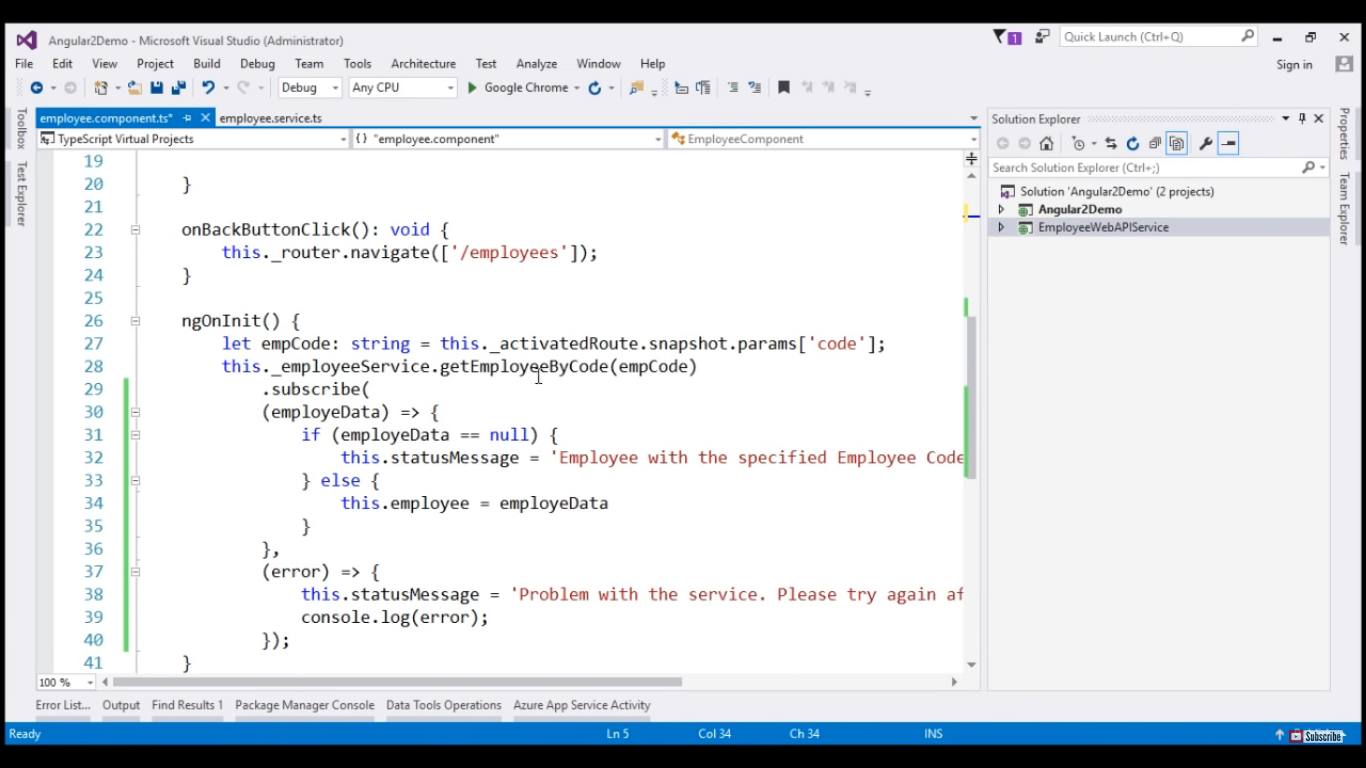 Angular2Demo - Microsoft Visual Studio (Administrator)
1
Quick Launch (Ctrl+Q)
File Edit View Project Build Debug Team Tools Architecture Test Analyze Window Help
Sign in
Debug Any CPU Google Chrome
Toolbox
Test Explorer
employee.component.ts* employee.service.ts
TypeScript Virtual Projects {} "employee.component" EmployeeComponent
19
20 }
21
22 onBackButtonClick(): void {
23 this._router.navigate(['/employees']);
24 }
25
26 ngOnInit() {
27 let empCode: string = this._activatedRoute.snapshot.params['code'];
28 this._employeeService.getEmployeeByCode(empCode)
29 .subscribe(
30 (employeData) => {
31 if (employeData == null) {
32 this.statusMessage = 'Employee with the specified Employee Code
33 } else {
34 this.employee = employeData
35 }
36 },
37 (error) => {
38 this.statusMessage = 'Problem with the service. Please try again af
39 console.log(error);
40 });
41 }
100 %
Solution Explorer
Search Solution Explorer (Ctrl+;)
Solution 'Angular2Demo' (2 projects)
Angular2Demo
EmployeeWebAPIService
Properties
Team Explorer
Error List... Output Find Results 1 Package Manager Console Data Tools Operations Azure App Service Activity
Ready Ln 5 Col 34 Ch 34 INS
Subscribe